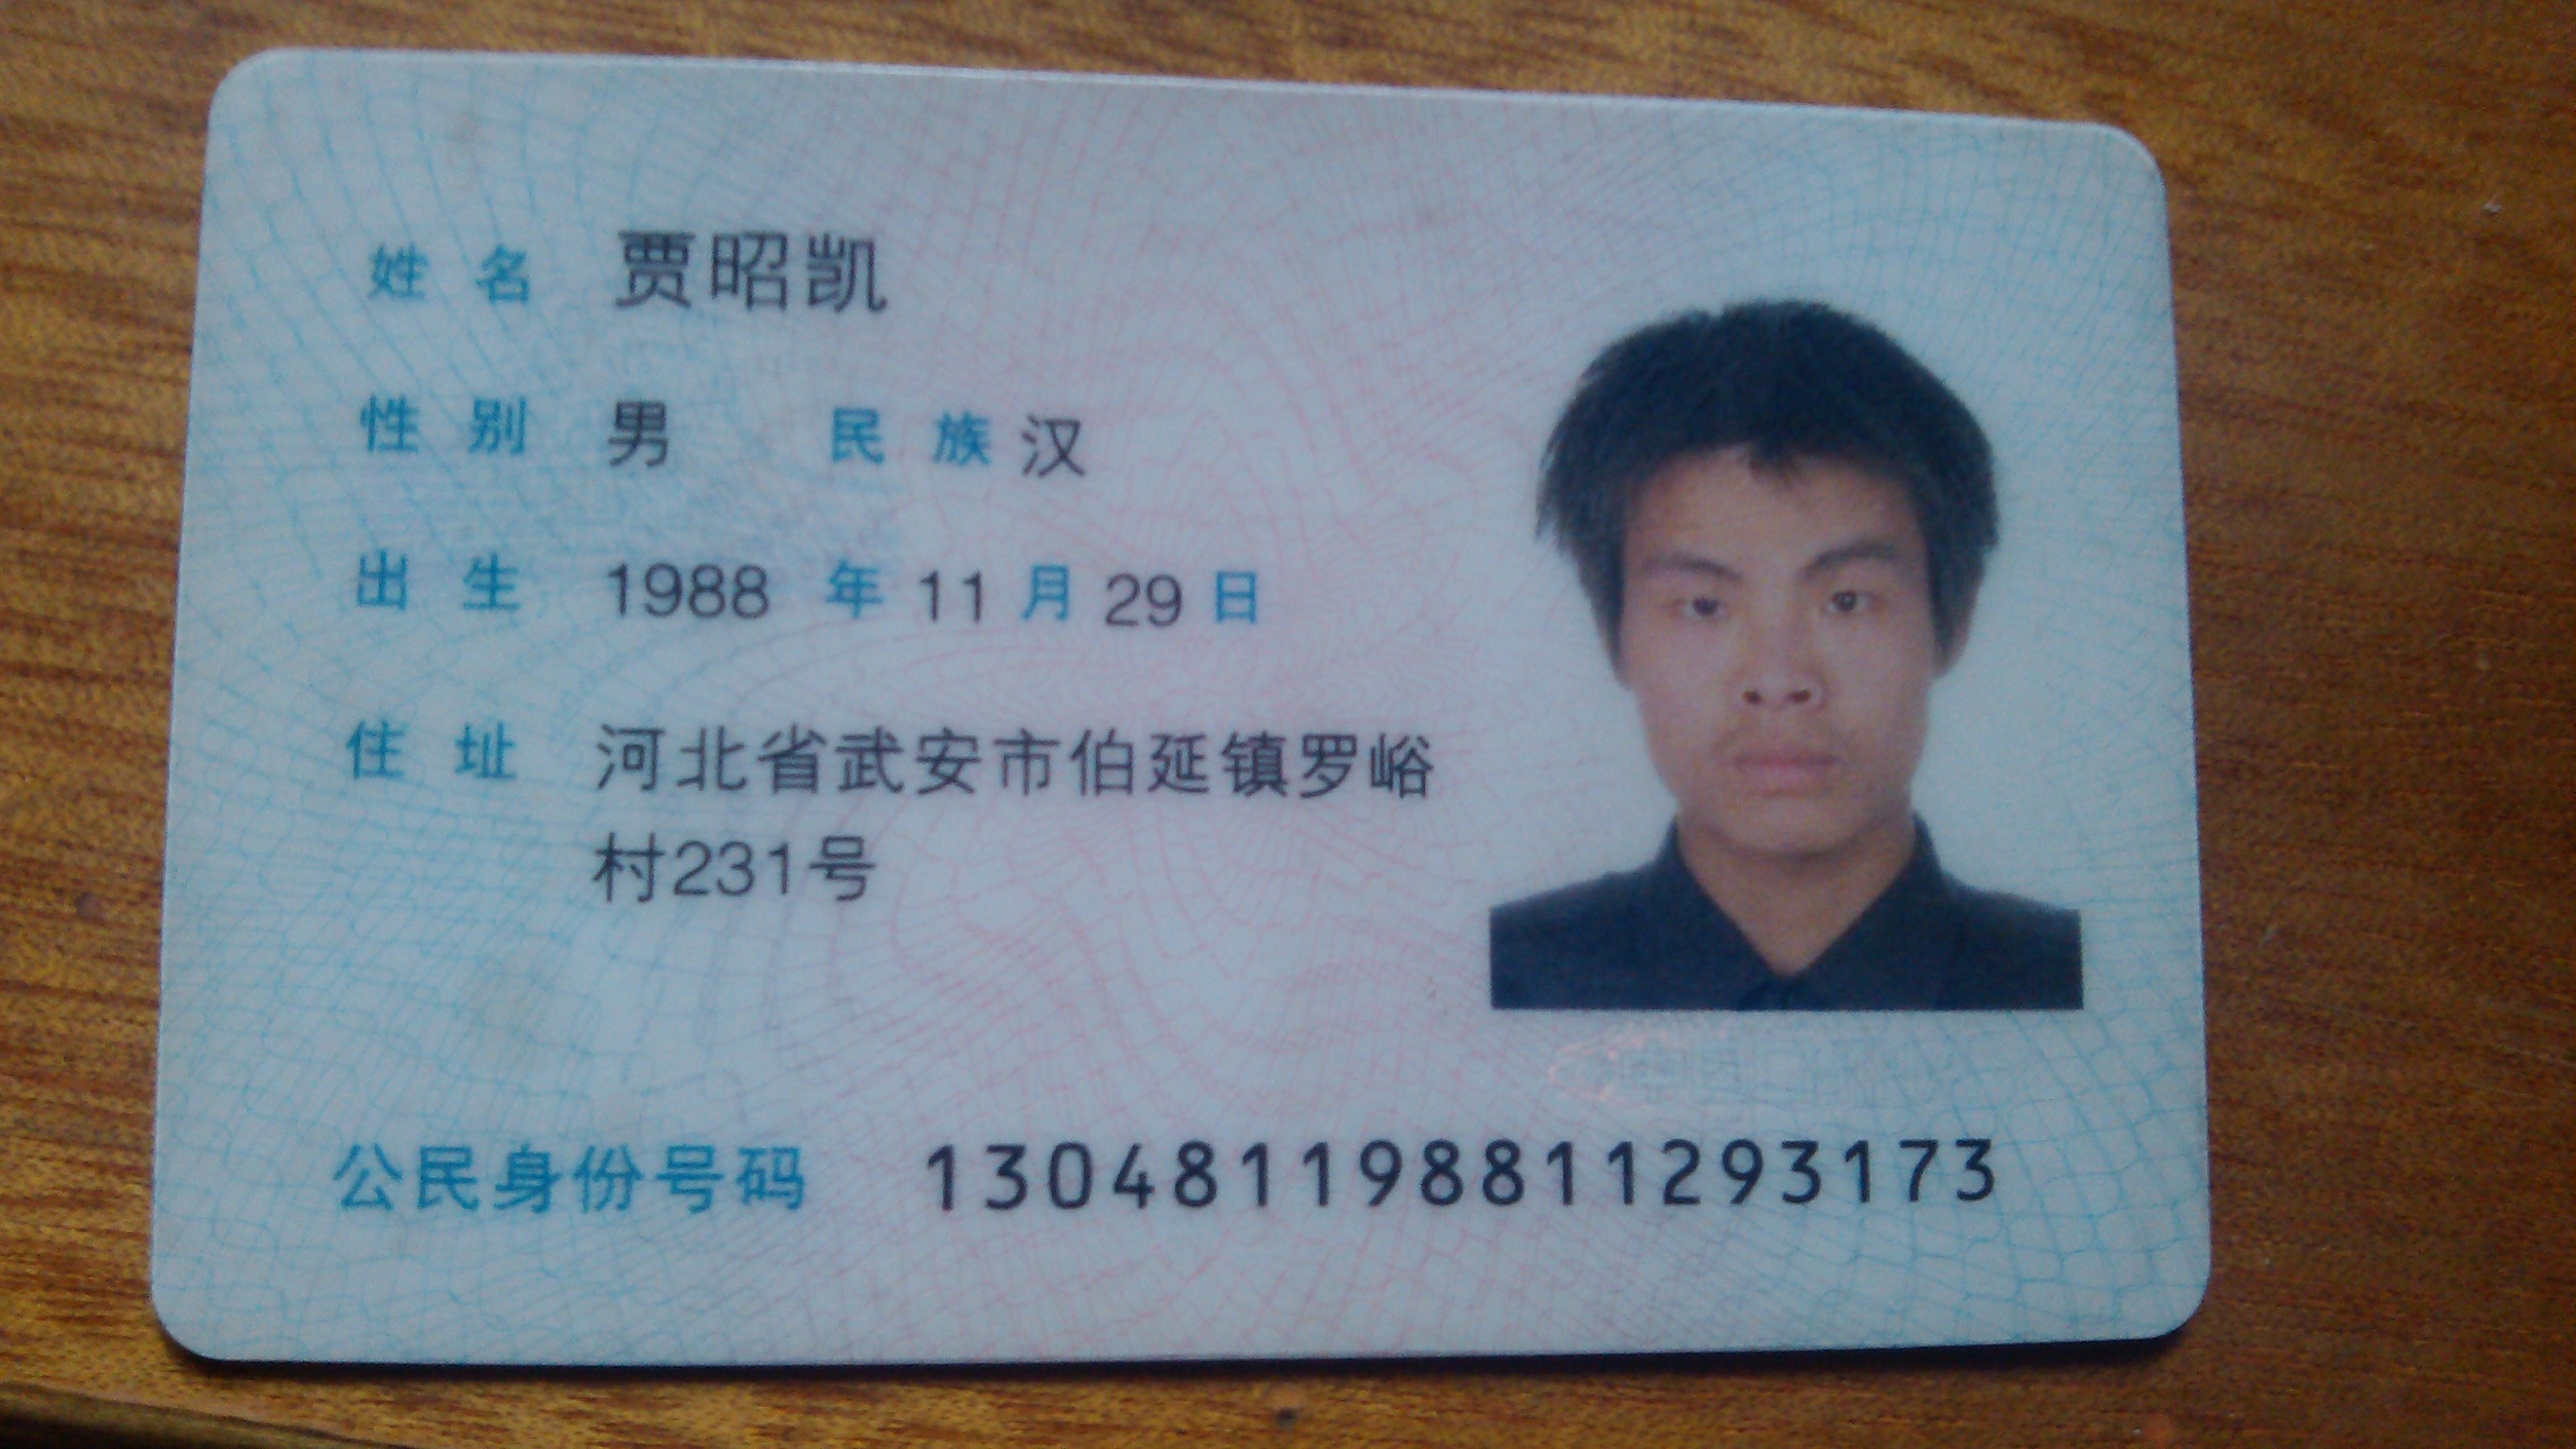 姓名 贾昭凯
性别 男 民族 汉
出生 1988 年 11 月 29 日
住址 河北省武安市伯延镇罗峪
村231号
公民身份号码 130481198811293173